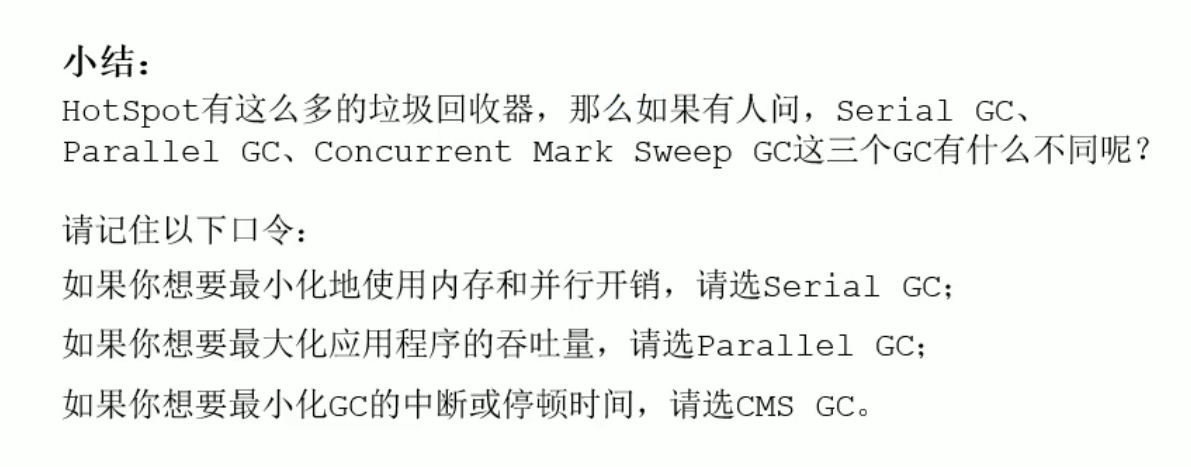 小结：
HotSpot有这么多的垃圾回收器，那么如果有人问，Serial GC、
Parallel GC、Concurrent Mark Sweep GC这三个GC有什么不同呢？
请记住以下口令：
如果你想要最小化地使用内存和并行开销，请选Serial GC；
如果你想要最大化应用程序的吞吐量，请选Parallel GC；
如果你想要最小化GC的中断或停顿时间，请选CMS GC。